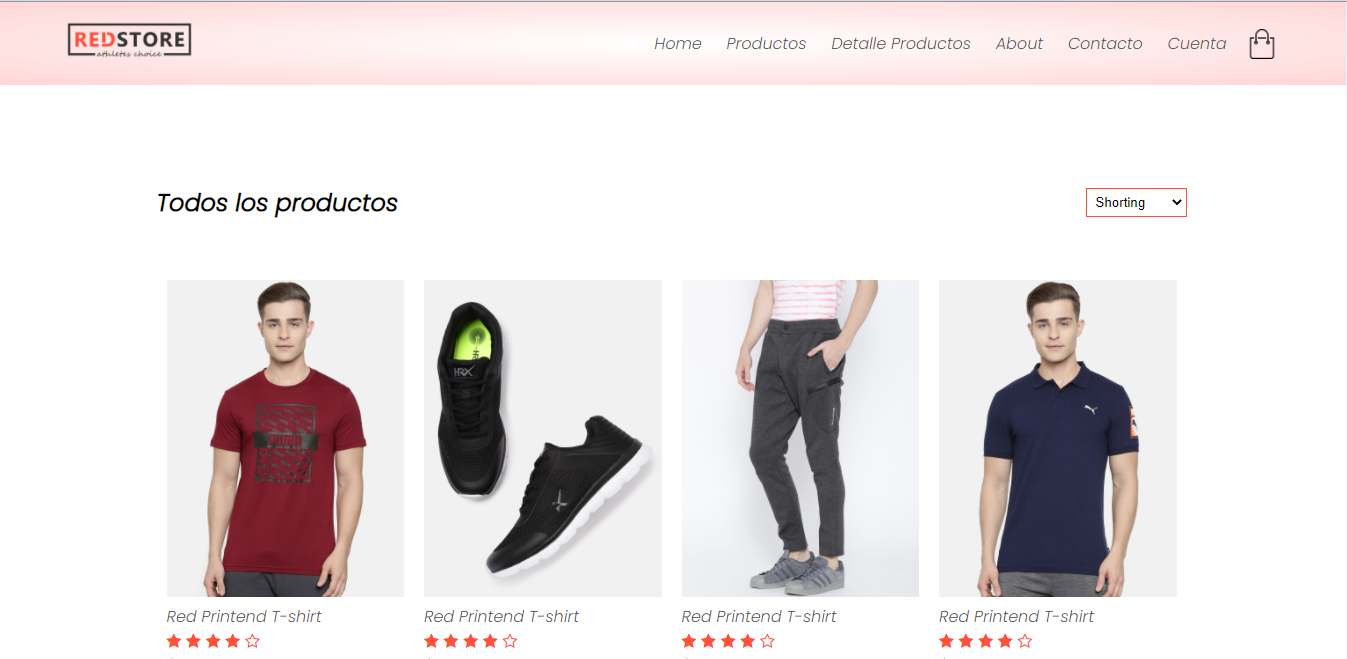 REDSTORE
athletes choice
Home Productos Detalle Productos About Contacto Cuenta
Todos los productos
Shorting
HRX
Red Printend T-shirt Red Printend T-shirt Red Printend T-shirt Red Printend T-shirt